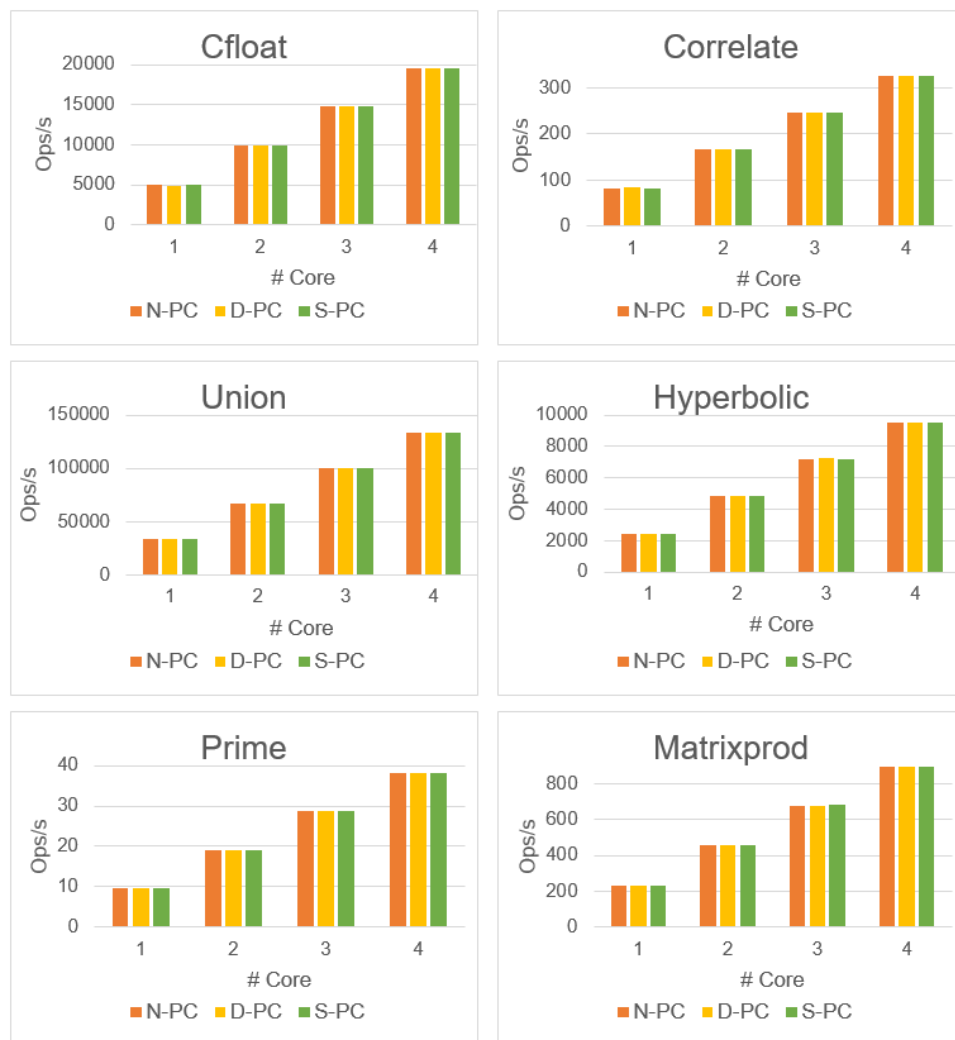 Cfloat
20000
15000
10000
5000
0
Ops/s
1 2 3 4
# Core
N-PC D-PC S-PC
Correlate
300
200
100
0
Ops/s
1 2 3 4
# Core
N-PC D-PC S-PC
Union
150000
100000
50000
0
Ops/s
1 2 3 4
# Core
N-PC D-PC S-PC
Hyperbolic
10000
8000
6000
4000
2000
0
Ops/s
1 2 3 4
# Core
N-PC D-PC S-PC
Prime
40
30
20
10
0
Ops/s
1 2 3 4
# Core
N-PC D-PC S-PC
Matrixprod
800
600
400
200
0
Ops/s
1 2 3 4
# Core
N-PC D-PC S-PC